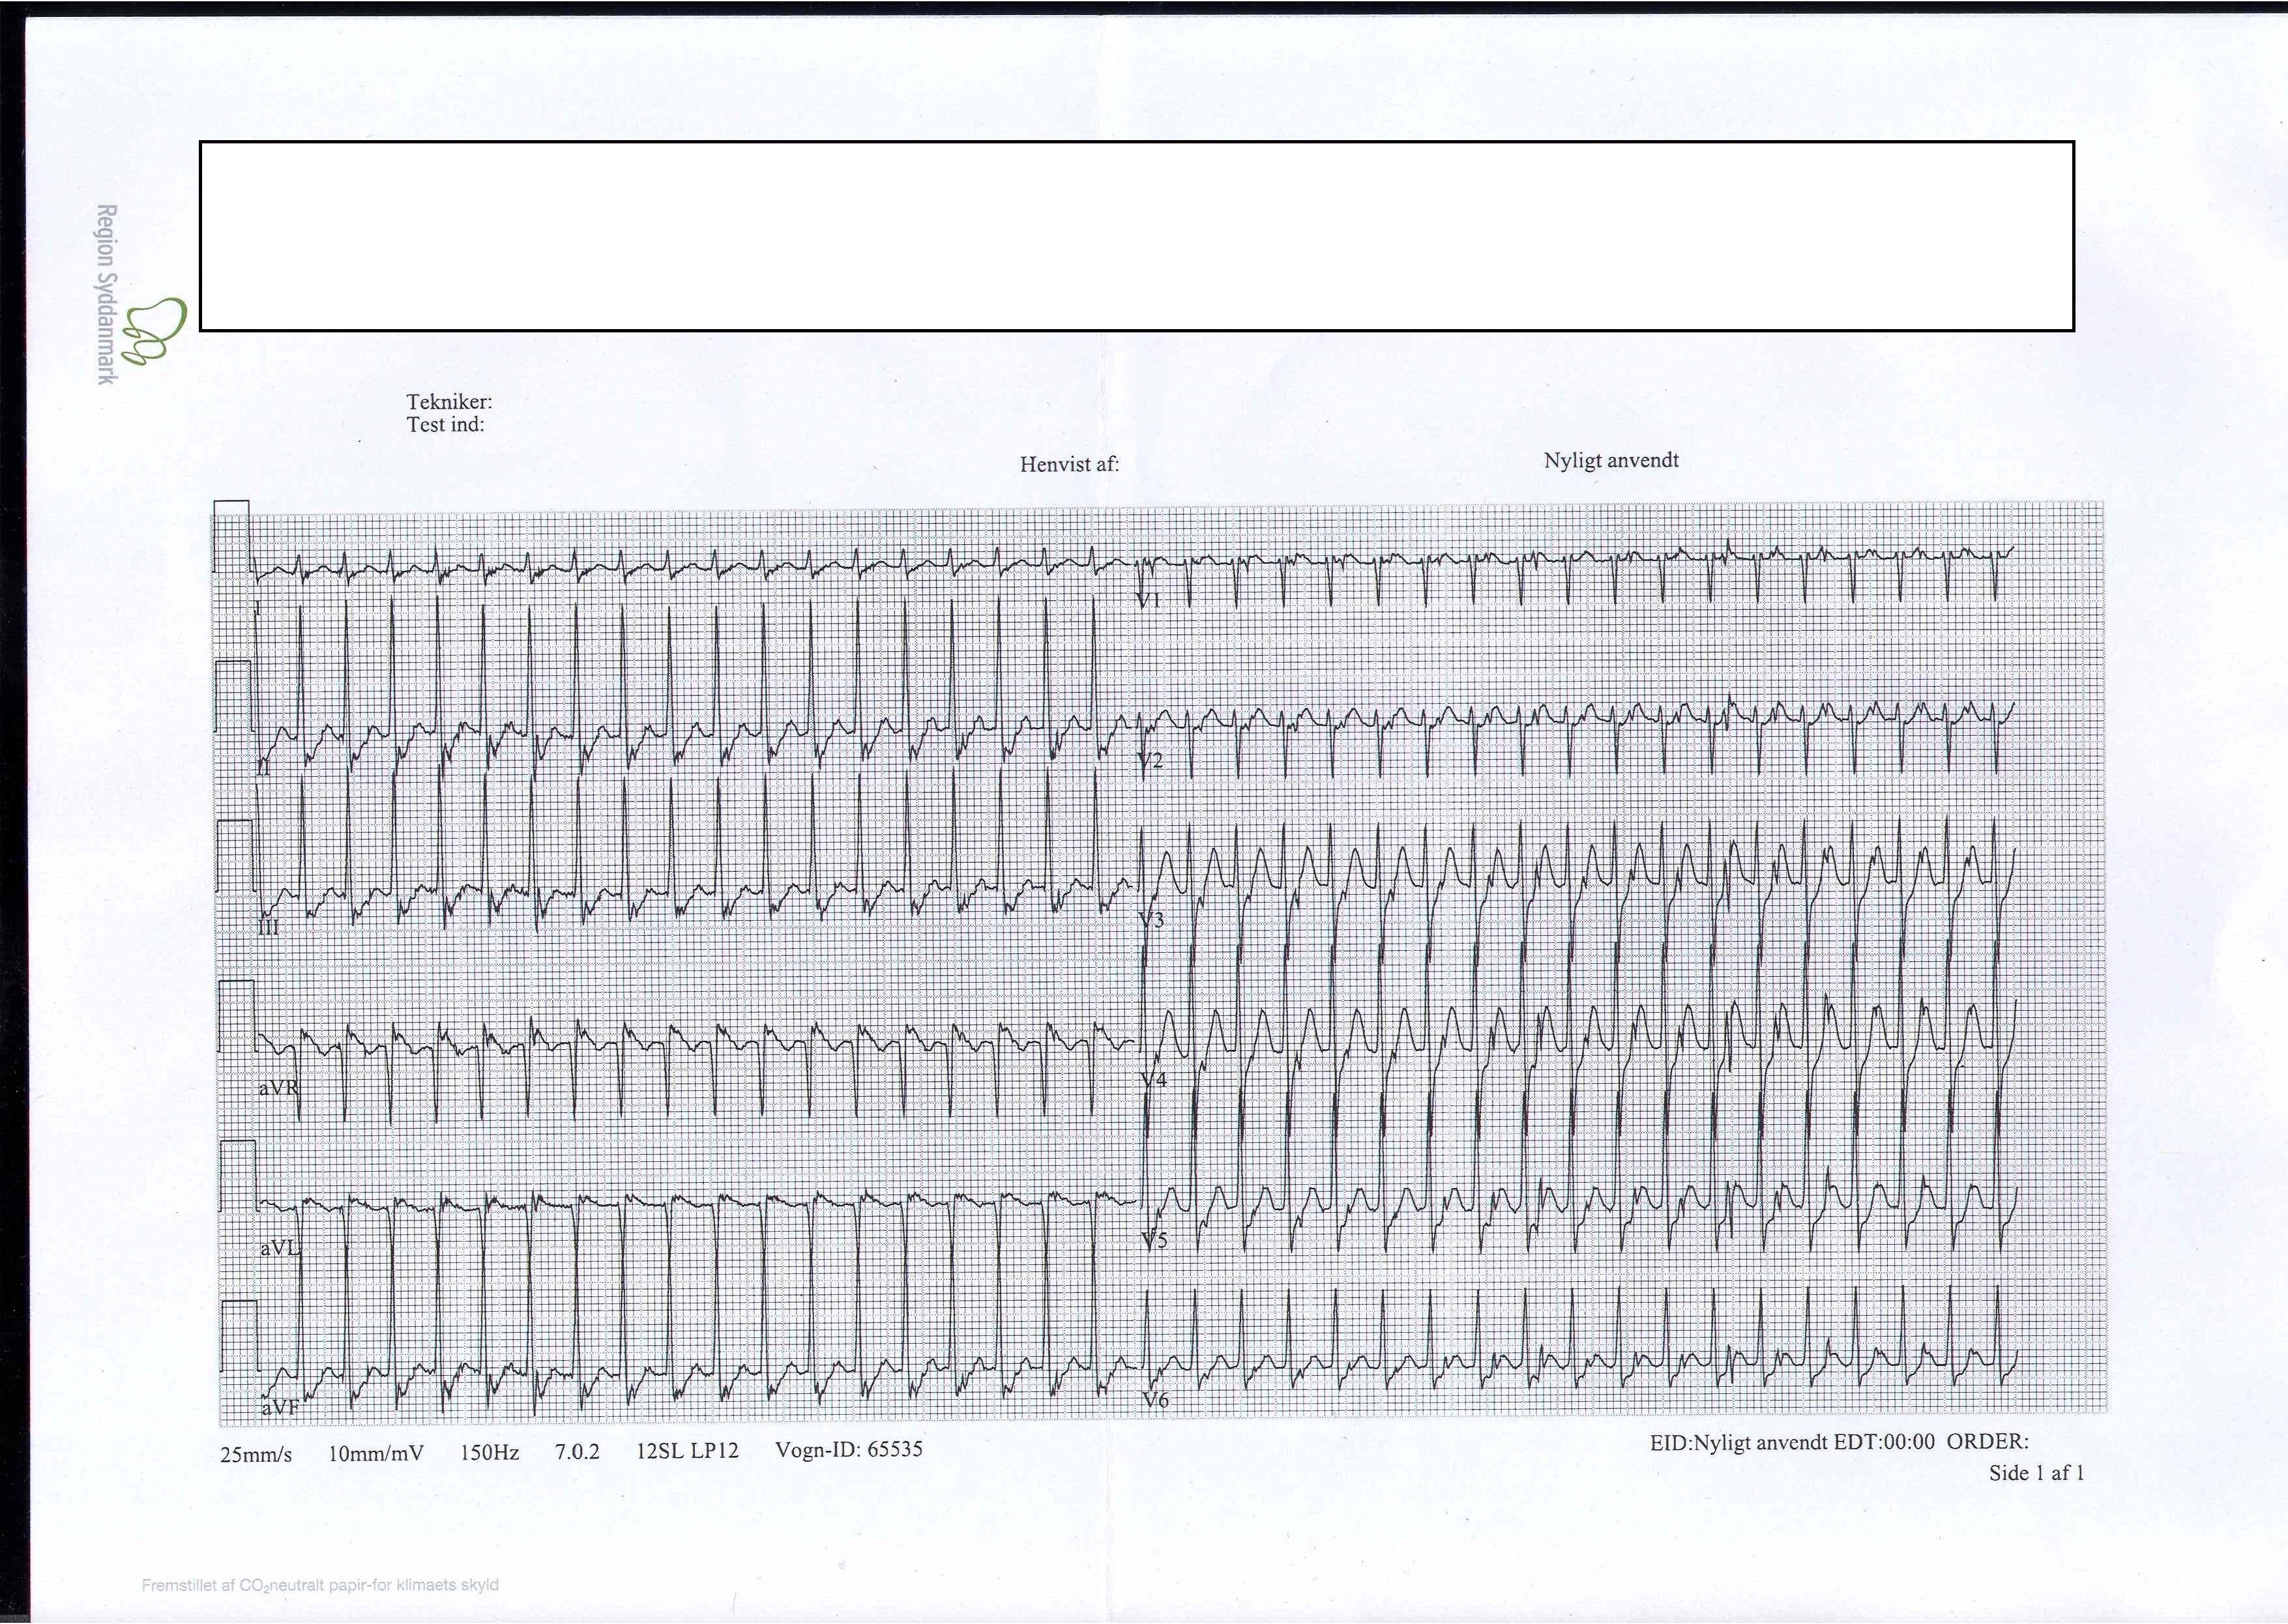 Region Syddanmark
Tekniker:
Test ind:
Henvist af:
Nyligt anvendt
I
V1
II
V2
III
V3
aVR
V4
aVL
V5
aVF
V6
25mm/s 10mm/mV 150Hz 7.0.2 12SL LP12 Vogn-ID: 65535
EID:Nyligt anvendt EDT:00:00 ORDER:
Side 1 af 1
Fremstillet af CO₂neutralt papir-for klimaets skyld